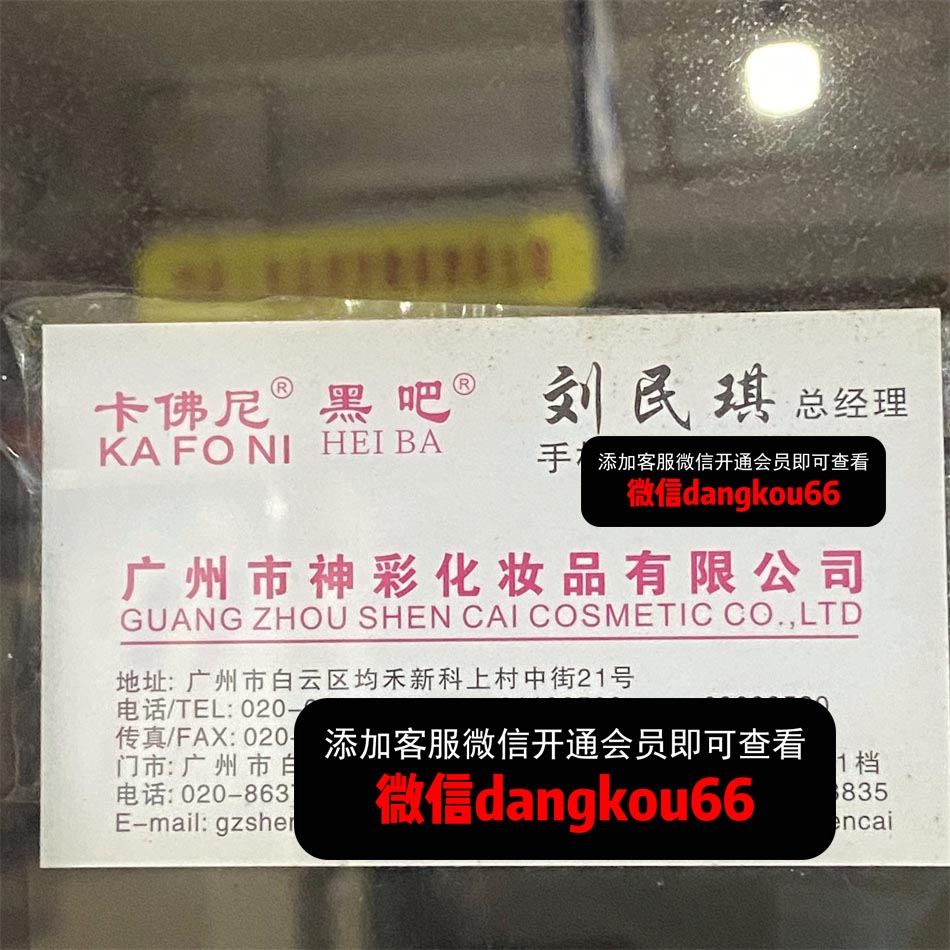 卡佛尼® 黑吧® 刘民琪 总经理
KA FO NI HEI BA
手
添加客服微信开通会员即可查看
微信dangkou66
广州市神彩化妆品有限公司
GUANG ZHOU SHEN CAI COSMETIC CO.,LTD
地址: 广州市白云区均禾新科上村中街21号
电话/TEL: 020-
传真/FAX: 020-
添加客服微信开通会员即可查看
门市: 广州市 1档
微信dangkou66
电话: 020-863 3835
E-mail: gzshen encai